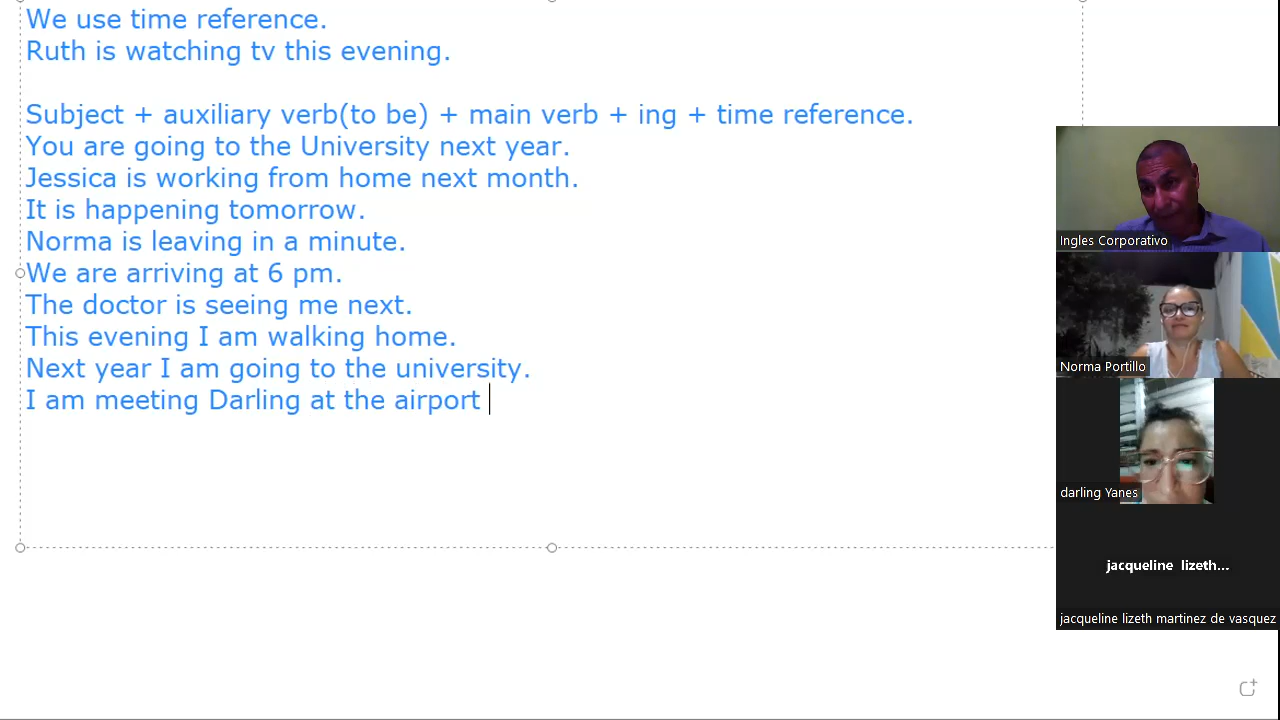 We use time reference.
Ruth is watching tv this evening.
Subject + auxiliary verb(to be) + main verb + ing + time reference.
You are going to the University next year.
Jessica is working from home next month.
It is happening tomorrow.
Norma is leaving in a minute.
We are arriving at 6 pm.
The doctor is seeing me next.
This evening I am walking home.
Next year I am going to the university.
I am meeting Darling at the airport
Ingles Corporativo
Norma Portillo
darling Yanes
jacqueline lizeth...
jacqueline lizeth martinez de vasquez